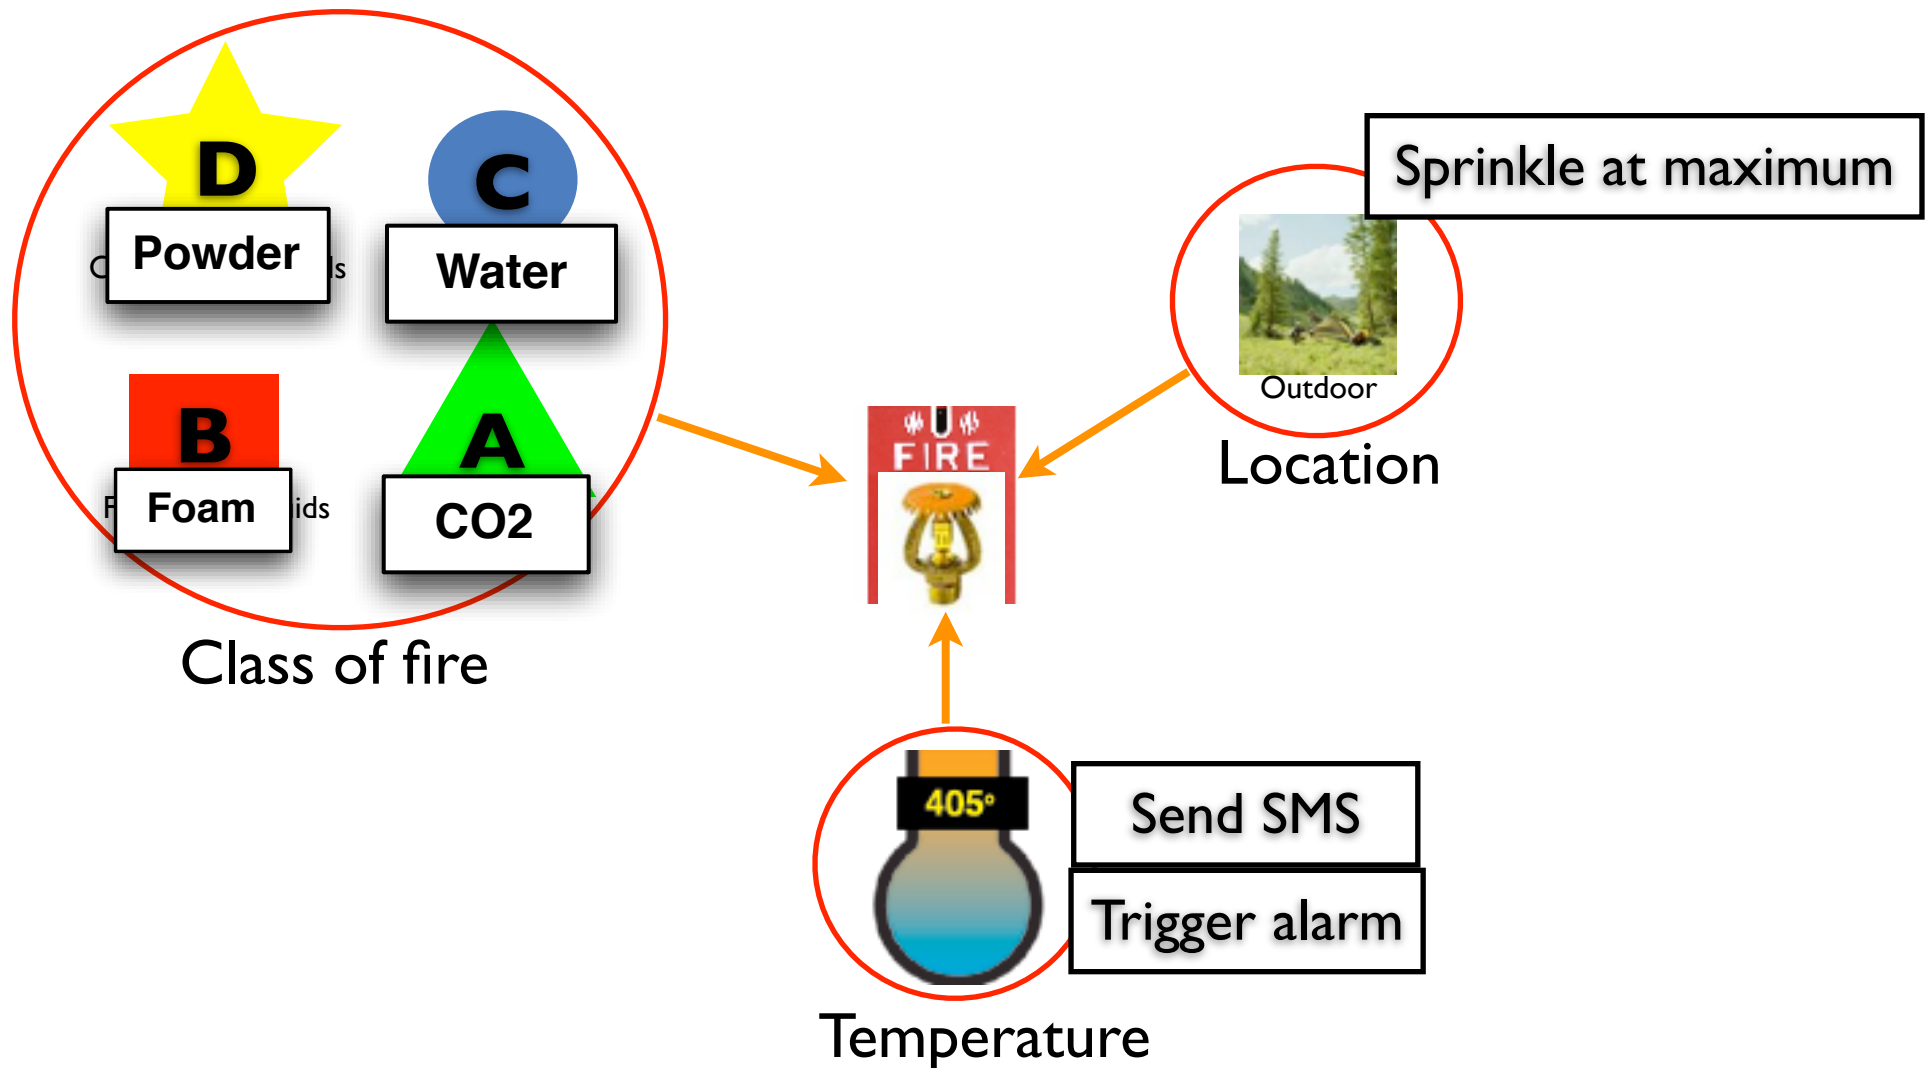 D
C
Powder
Water
B
A
Foam
ids
CO2
Class of fire
Sprinkle at maximum
Outdoor
Location
FIRE
405°
Send SMS
Trigger alarm
Temperature